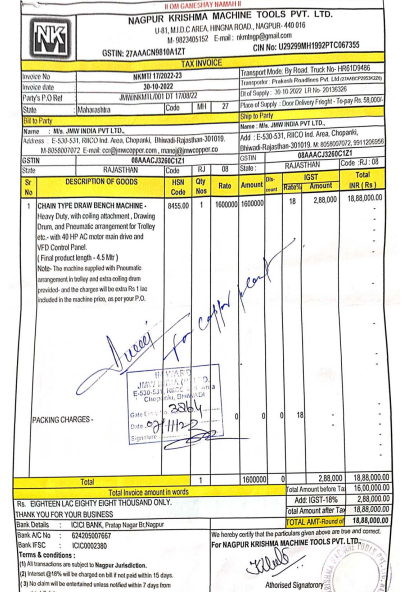 || OM GANESHAY NAMAH ||
NAGPUR KRISHMA MACHINE TOOLS PVT. LTD.
U-81, M.I.D.C AREA, HINGNA ROAD., NAGPUR- 440 016
M- 9823405152 E-mail : nkmtngp@gmail.com
NK
GSTIN: 27AAACN9810A1ZT
CIN No: U29299MH1992PTC067355
TAX INVOICE
Invoice No NKMT/ 17/2022-23
Transport Mode: By Road. Truck No- HR61D9486
Invoice date 30-10-2022
Transporter : Prakash Roadlines Pvt. Ltd
Party's P.O Ref JWM/NKMT/L/001 DT 17/08/22
Dt of Supply : 30-10-2022 LR No- 20135326
State : Maharashtra Code MH 27
Place of Supply : Door Delivery Frieght - To-pay Rs. 58,000/-
Bill to Party
Ship to Party
Name : M/s. JMW INDIA PVT LTD.,
Name : M/s. JMW INDIA PVT LTD.,
Address : E-530-531, RIICO Ind Area, Chopanki, Bhiwadi-Rajasthan-301019.
Add : E-530-531, RIICO Ind. Area, Chopanki,
M-8058007072 E-mail: cci@jnwcopper.co, manoj@jmwcopper.co
Bhiwadi-Rajasthan-301019, M: 8058007072, 9911206956
GSTIN 08AAACJ3260C1Z1
GSTIN 08AAACJ3260C1Z1
State RAJASTHAN Code RJ 08
State : RAJASTHAN Code : RJ : 08
Sr No DESCRIPTION OF GOODS HSN Code Qty Nos Rate Amount Dis-count IGST Rate% Amount Total INR ( Rs )
1 CHAIN TYPE DRAW BENCH MACHINE - 8455.00 1 1600000 1600000 18 2,88,000 18,88,000.00
Heavy Duty, with coiling attachment , Drawing
Drum, and Pneumatic arrangement for Trolley
etc.- with 40 HP AC motor main drive and
VFD Control Panel.
( Final product length - 4.5 Mtr )
Note- The machine supplied with Pneumatic
arrangement in trolley and extra coiling drum
provided- and the charges will be extra Rs 1 lac
included in the machine price, as per your P.O.
for copper plant
INWARD
JMW INDIA PVT. LTD.
E-530-531, RIICO Ind. Area
Chopanki, BHIWADI
Gate Entry No. 3864
Date 02/11/22
Signature
PACKING CHARGES - 0 0 0 18
Total 1 1600000 0 2,88,000 18,88,000.00
Total Invoice amount in words
Total Amount before Tax 16,00,000.00
Rs. EIGHTEEN LAC EIGHTY EIGHT THOUSAND ONLY.
Add: IGST-18% 2,88,000.00
THANK YOU FOR YOUR BUSINESS
Total Amount after Tax 18,88,000.00
Bank Details : ICICI BANK, Pratap Nagar Br,Nagpur
TOTAL AMT-Round of 18,88,000.00
Bank A/C No : 624205007667
We hereby certify that the particulars given above are true and correct.
Bank IFSC : ICIC0002380
For NAGPUR KRISHMA MACHINE TOOLS PVT. LTD.,
Terms & conditions :
(1) All transactions are subject to Nagpur Jurisdiction.
(2) Interest @18% will be charged on bill if not paid within 15 days.
(3) No claim will be entertained unless notified within 7 days from
Authorised Signatory